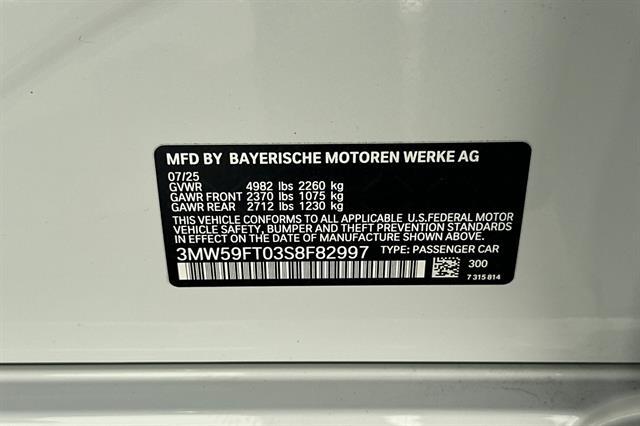 MFD BY BAYERISCHE MOTOREN WERKE AG
07/25
GVWR 4982 lbs 2260 kg
GAWR FRONT 2370 lbs 1075 kg
GAWR REAR 2712 lbs 1230 kg
THIS VEHICLE CONFORMS TO ALL APPLICABLE U.S.FEDERAL MOTOR
VEHICLE SAFETY, BUMPER AND THEFT PREVENTION STANDARDS
IN EFFECT ON THE DATE OF MANUFACTURE SHOWN ABOVE.
3MW59FT03S8F82997 TYPE: PASSENGER CAR
300
7 315 814